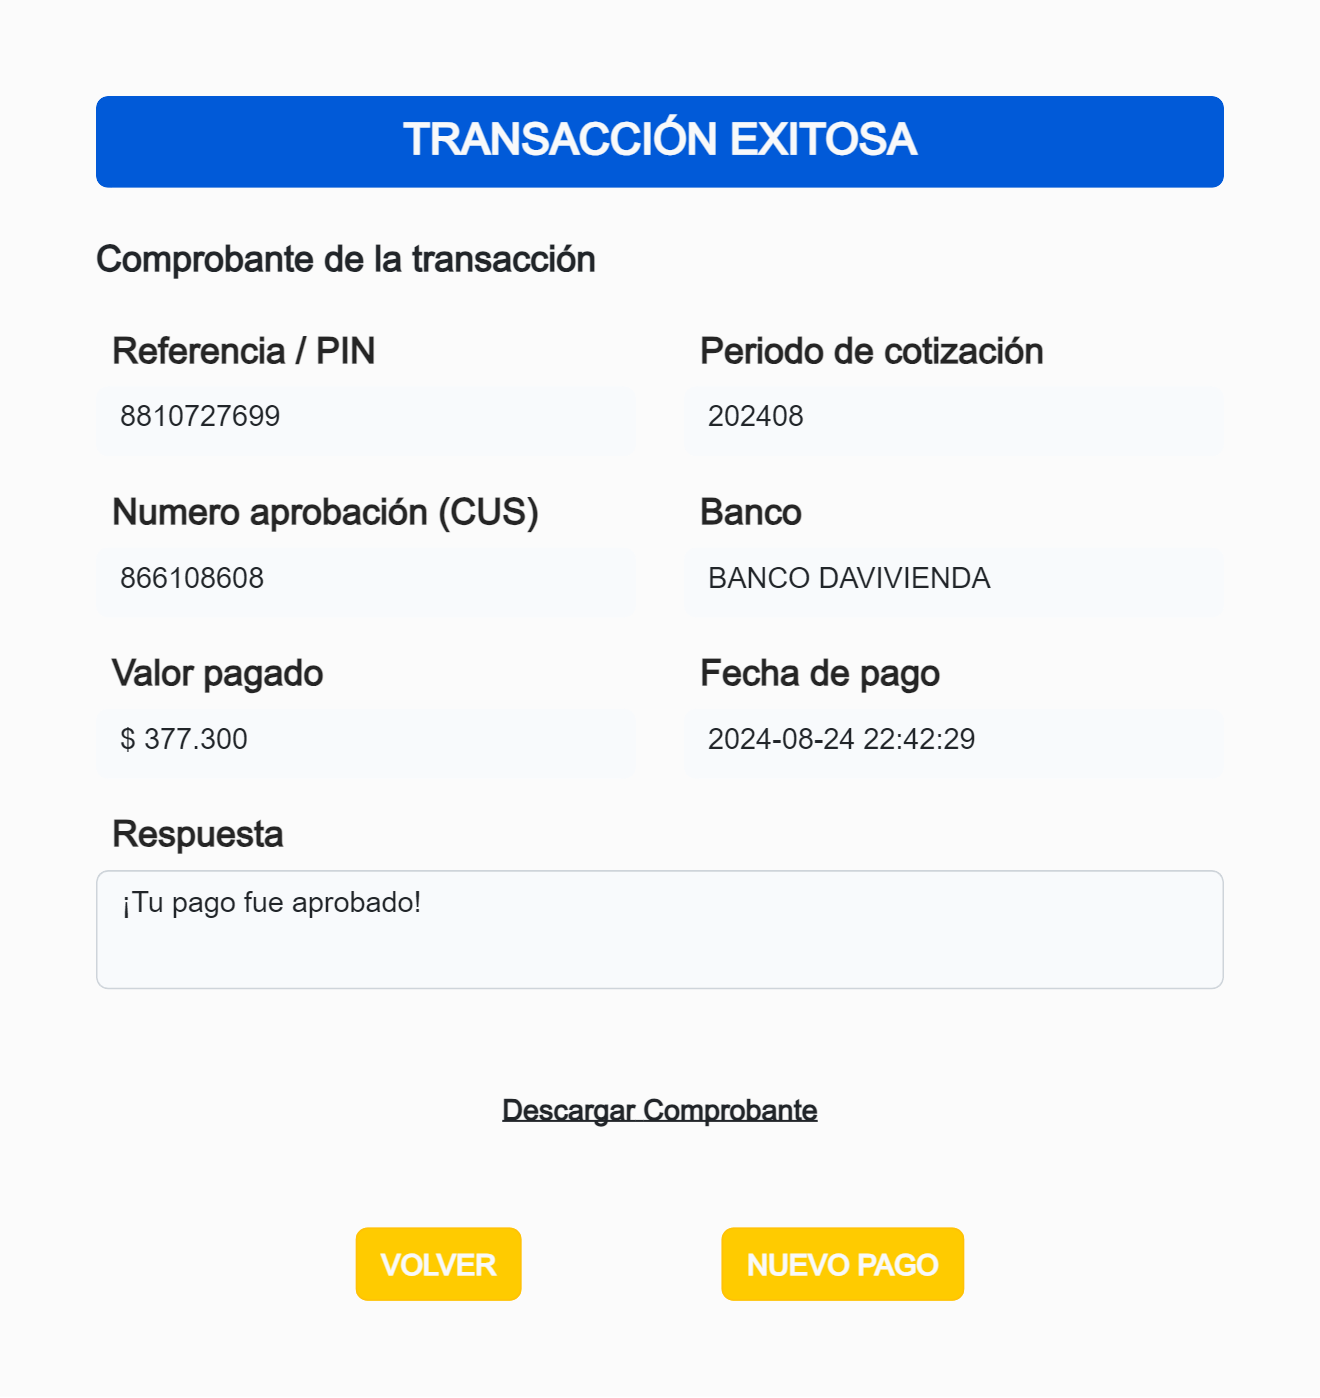 TRANSACCIÓN EXITOSA
Comprobante de la transacción
Referencia / PIN
8810727699
Periodo de cotización
202408
Numero aprobación (CUS)
866108608
Banco
BANCO DAVIVIENDA
Valor pagado
$ 377.300
Fecha de pago
2024-08-24 22:42:29
Respuesta
¡Tu pago fue aprobado!
Descargar Comprobante
VOLVER
NUEVO PAGO